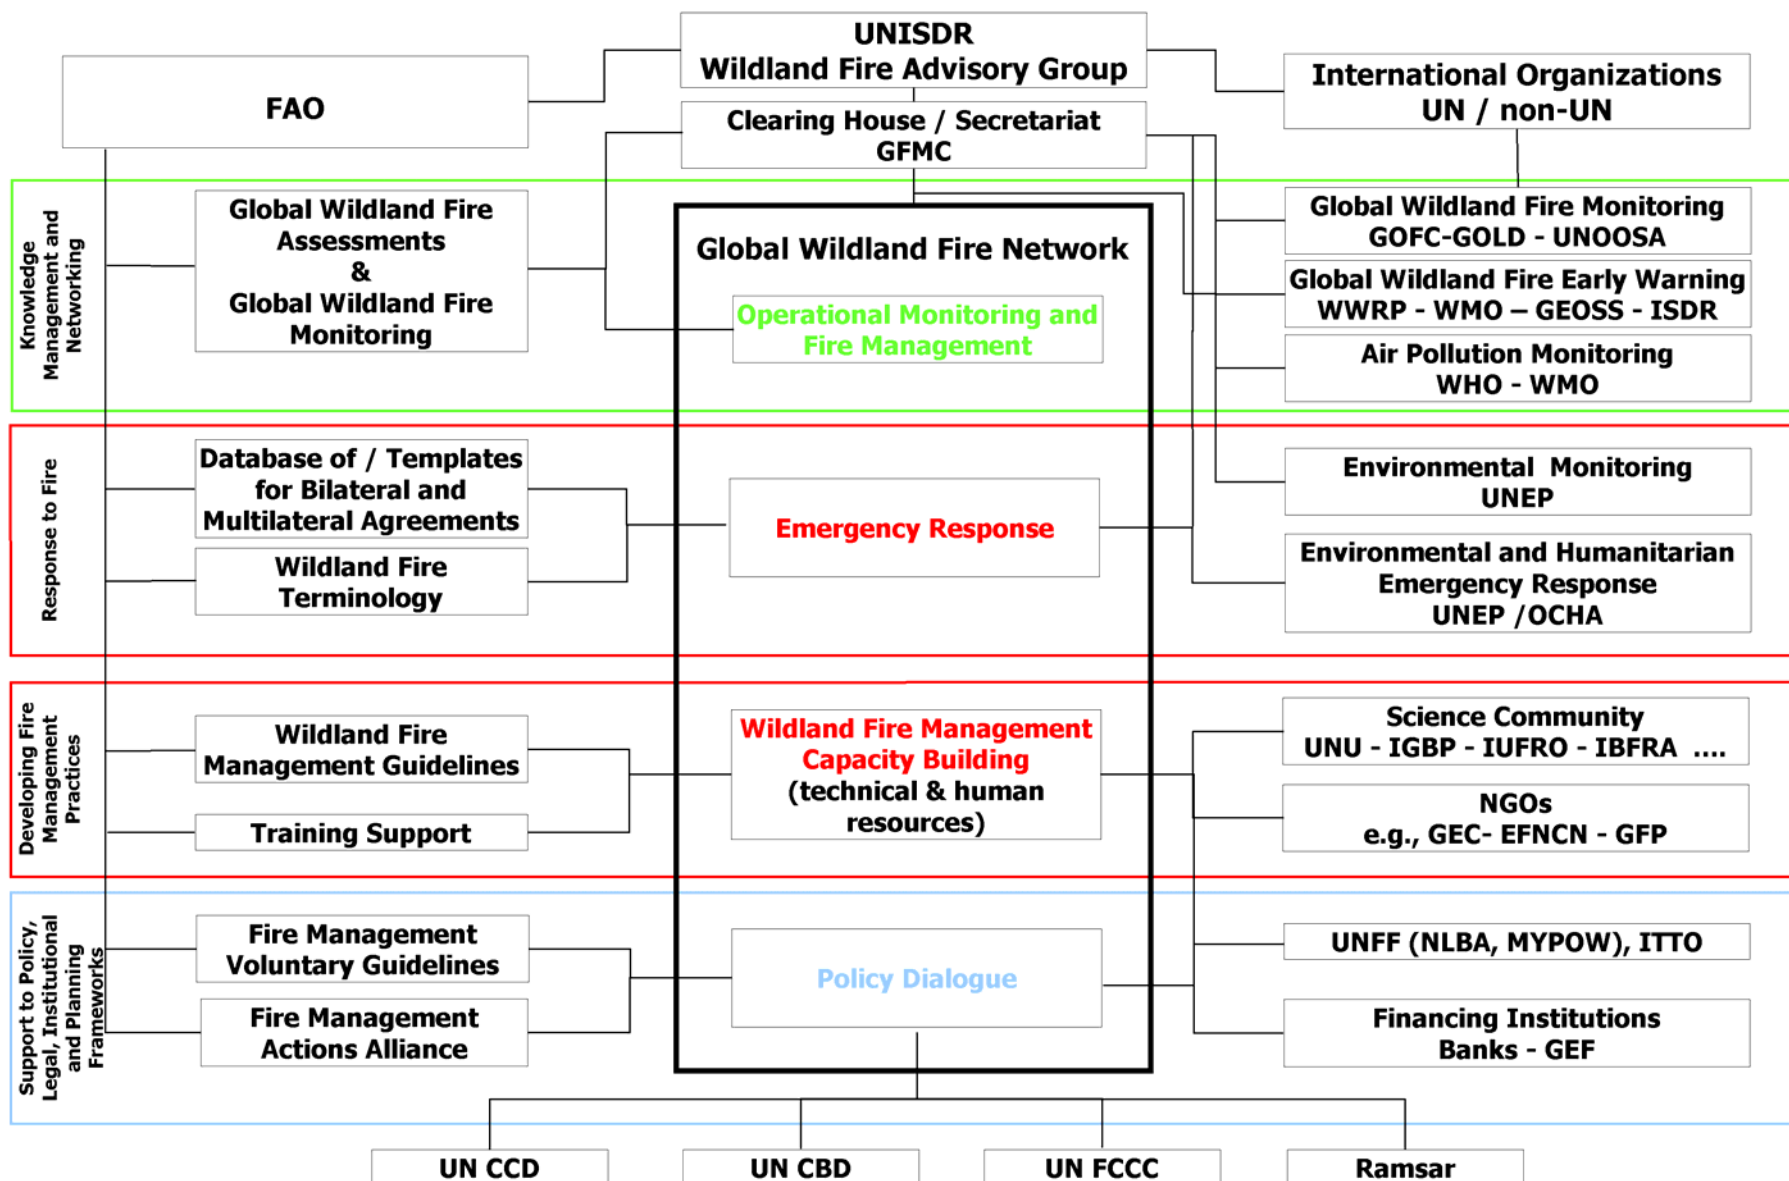 UNISDR
Wildland Fire Advisory Group
FAO
International Organizations
UN / non-UN
Clearing House / Secretariat
GFMC
Knowledge
Management and
Networking
Global Wildland Fire
Assessments
&
Global Wildland Fire
Monitoring
Global Wildland Fire Network
Operational Monitoring and
Fire Management
Global Wildland Fire Monitoring
GOFC-GOLD - UNOOSA
Global Wildland Fire Early Warning
WWRP - WMO – GEOSS - ISDR
Air Pollution Monitoring
WHO - WMO
Response to Fire
Database of / Templates
for Bilateral and
Multilateral Agreements
Wildland Fire
Terminology
Emergency Response
Environmental Monitoring
UNEP
Environmental and Humanitarian
Emergency Response
UNEP /OCHA
Developing Fire
Management
Practices
Wildland Fire
Management Guidelines
Training Support
Wildland Fire Management
Capacity Building
(technical & human
resources)
Science Community
UNU - IGBP - IUFRO - IBFRA ....
NGOs
e.g., GEC- EFNCN - GFP
Support to Policy,
Legal, Institutional
and Planning
Frameworks
Fire Management
Voluntary Guidelines
Fire Management
Actions Alliance
Policy Dialogue
UNFF (NLBA, MYPOW), ITTO
Financing Institutions
Banks - GEF
UN CCD
UN CBD
UN FCCC
Ramsar